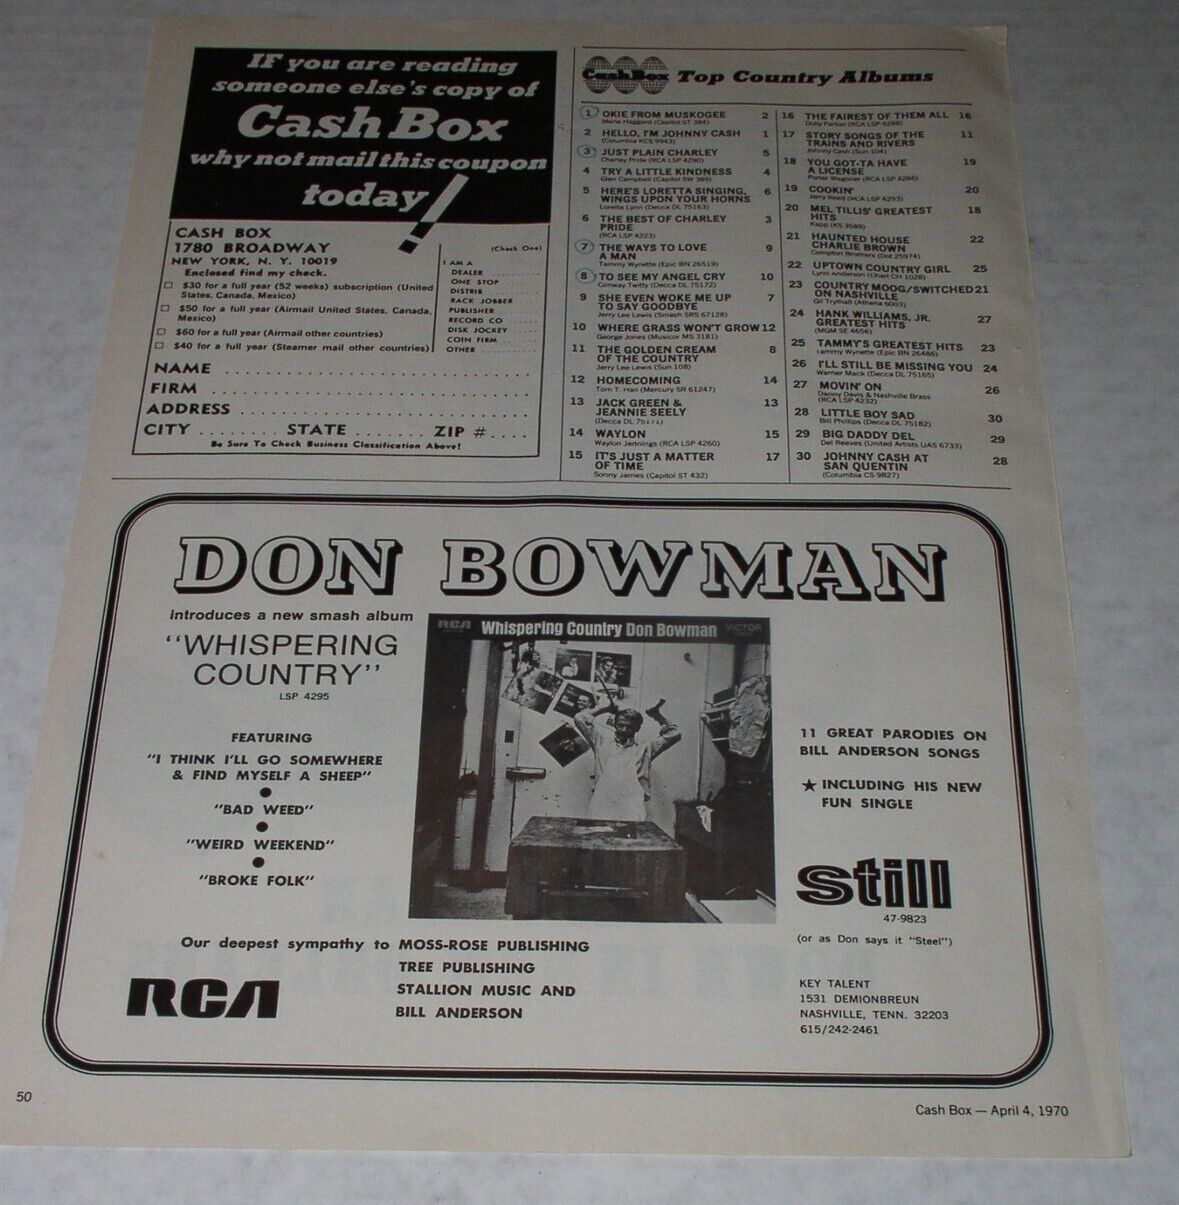 IF you are reading
someone else's copy of
Cash Box
why not mail this coupon
today!
CASH BOX
1780 BROADWAY
NEW YORK, N. Y. 10019
Enclosed find my check.
$30 for a full year (52 weeks) subscription (United
States, Canada, Mexico)
$50 for a full year (Airmail United States, Canada,
Mexico)
$60 for a full year (Airmail other countries)
$40 for a full year (Steamer mail other countries)
(Check One)
I AM A
DEALER ........
ONE STOP ........
DISTRIB ........
RACK JOBBER ........
PUBLISHER ........
RECORD CO ........
DISK JOCKEY ........
COIN FIRM ........
OTHER ........
NAME ........
FIRM ........
ADDRESS ........
CITY ........ STATE ....... ZIP # ....
Be Sure To Check Business Classification Above!
Cash Box Top Country Albums
1 OKIE FROM MUSKOGEE 2
Merle Haggard (Capitol ST 384)
2 HELLO, I'M JOHNNY CASH 1
(Columbia KCS 9943)
3 JUST PLAIN CHARLEY 5
Charley Pride (RCA LSP 4290)
4 TRY A LITTLE KINDNESS 4
Glen Campbell (Capitol SW 389)
5 HERE'S LORETTA SINGING, 6
WINGS UPON YOUR HORNS
Loretta Lynn (Decca DL 75163)
6 THE BEST OF CHARLEY 3
PRIDE
(RCA LSP 4223)
7 THE WAYS TO LOVE 9
A MAN
Tammy Wynette (Epic BN 26519)
8 TO SEE MY ANGEL CRY 10
Conway Twitty (Decca DL 75172)
9 SHE EVEN WOKE ME UP 7
TO SAY GOODBYE
Jerry Lee Lewis (Smash SRS 67128)
10 WHERE GRASS WON'T GROW 12
George Jones (Musicor MS 3181)
11 THE GOLDEN CREAM 8
OF THE COUNTRY
Jerry Lee Lewis (Sun 108)
12 HOMECOMING 14
Tom T. Hall (Mercury SR 61247)
13 JACK GREEN & 13
JEANNIE SEELY
(Decca DL 75171)
14 WAYLON 15
Waylon Jennings (RCA LSP 4260)
15 IT'S JUST A MATTER 17
OF TIME
Sonny James (Capitol ST 432)
16 THE FAIREST OF THEM ALL 16
Dolly Parton (RCA LSP 4288)
17 STORY SONGS OF THE 11
TRAINS AND RIVERS
Johnny Cash (Sun 104)
18 YOU GOT-TA HAVE 19
A LICENSE
Porter Wagoner (RCA LSP 4286)
19 COOKIN' 20
Jerry Reed (RCA LSP 4293)
20 MEL TILLIS' GREATEST 18
HITS
Kapp (KS 3589)
21 HAUNTED HOUSE 22
CHARLIE BROWN
Compton Brothers (Dot 25974)
22 UPTOWN COUNTRY GIRL 25
Lynn Anderson (Chart CH 1028)
23 COUNTRY MOOG/SWITCHED 21
ON NASHVILLE
Gil Trythall (Athena 6003)
24 HANK WILLIAMS, JR. 27
GREATEST HITS
(MGM SE 4656)
25 TAMMY'S GREATEST HITS 23
Tammy Wynette (Epic BN 26486)
26 I'LL STILL BE MISSING YOU 24
Warner Mack (Decca DL 75165)
27 MOVIN' ON 26
Danny Davis & Nashville Brass
(RCA LSP 4232)
28 LITTLE BOY SAD 30
Bill Phillips (Decca DL 75182)
29 BIG DADDY DEL 29
Del Reeves (United Artists UAS 6733)
30 JOHNNY CASH AT 28
SAN QUENTIN
(Columbia CS 9827)
DON BOWMAN
introduces a new smash album
"WHISPERING
COUNTRY"
LSP 4295
FEATURING
"I THINK I'LL GO SOMEWHERE
& FIND MYSELF A SHEEP"
"BAD WEED"
"WEIRD WEEKEND"
"BROKE FOLK"
RCA Whispering Country Don Bowman VICTOR
11 GREAT PARODIES ON
BILL ANDERSON SONGS
★ INCLUDING HIS NEW
FUN SINGLE
still
47-9823
(or as Don says it "Steel")
Our deepest sympathy to MOSS-ROSE PUBLISHING
TREE PUBLISHING
STALLION MUSIC AND
BILL ANDERSON
RCA
KEY TALENT
1531 DEMIONBREUN
NASHVILLE, TENN. 32203
615/242-2461
50
Cash Box — April 4, 1970